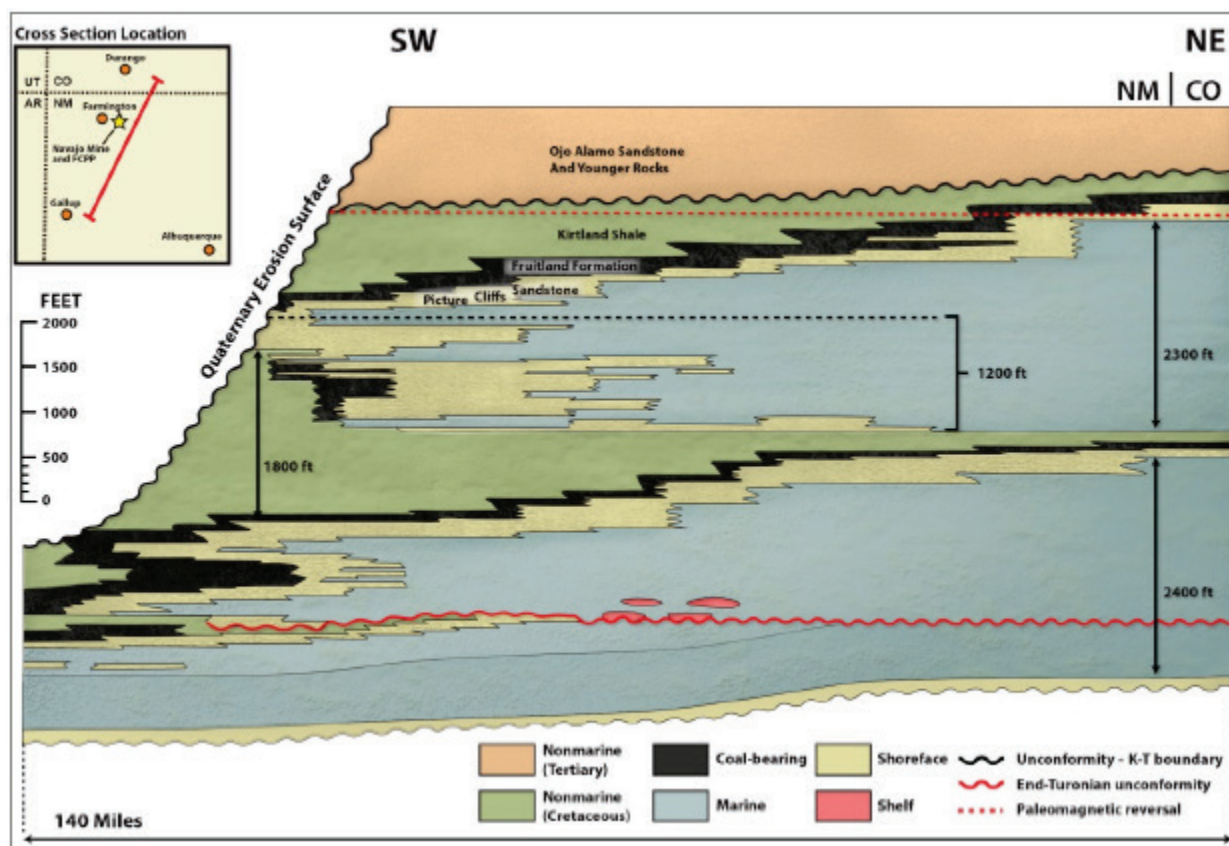 Cross Section Location
SW
NE
Durango
UT
CO
AR
NM
Farmington
Navajo Mine
and FCPP
Gallup
Albuquerque
NM | CO
Ojo Alamo Sandstone
And Younger Rocks
Quaternary Erosion Surface
Kirtland Shale
Fruitland Formation
Picture Cliffs Sandstone
FEET
2000
1500
1000
500
0
1200 ft
2300 ft
1800 ft
2400 ft
Nonmarine
(Tertiary)
Coal-bearing
Shoreface
Unconformity - K-T boundary
End-Turonian unconformity
Nonmarine
(Cretaceous)
Marine
Shelf
Paleomagnetic reversal
140 Miles